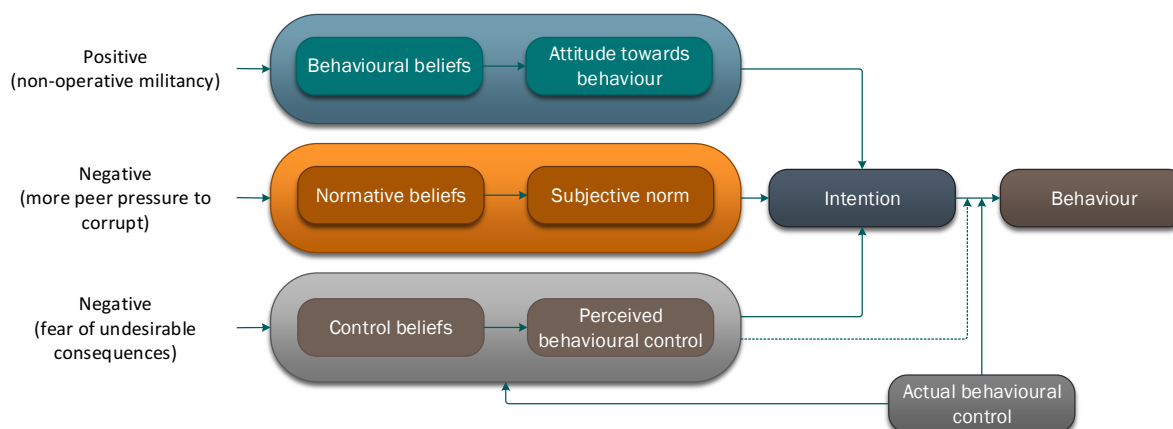 Positive
(non-operative militancy)
Behavioural beliefs
Attitude towards
behaviour
Negative
(more peer pressure to
corrupt)
Normative beliefs
Subjective norm
Intention
Behaviour
Negative
(fear of undesirable
consequences)
Control beliefs
Perceived
behavioural control
Actual behavioural
control